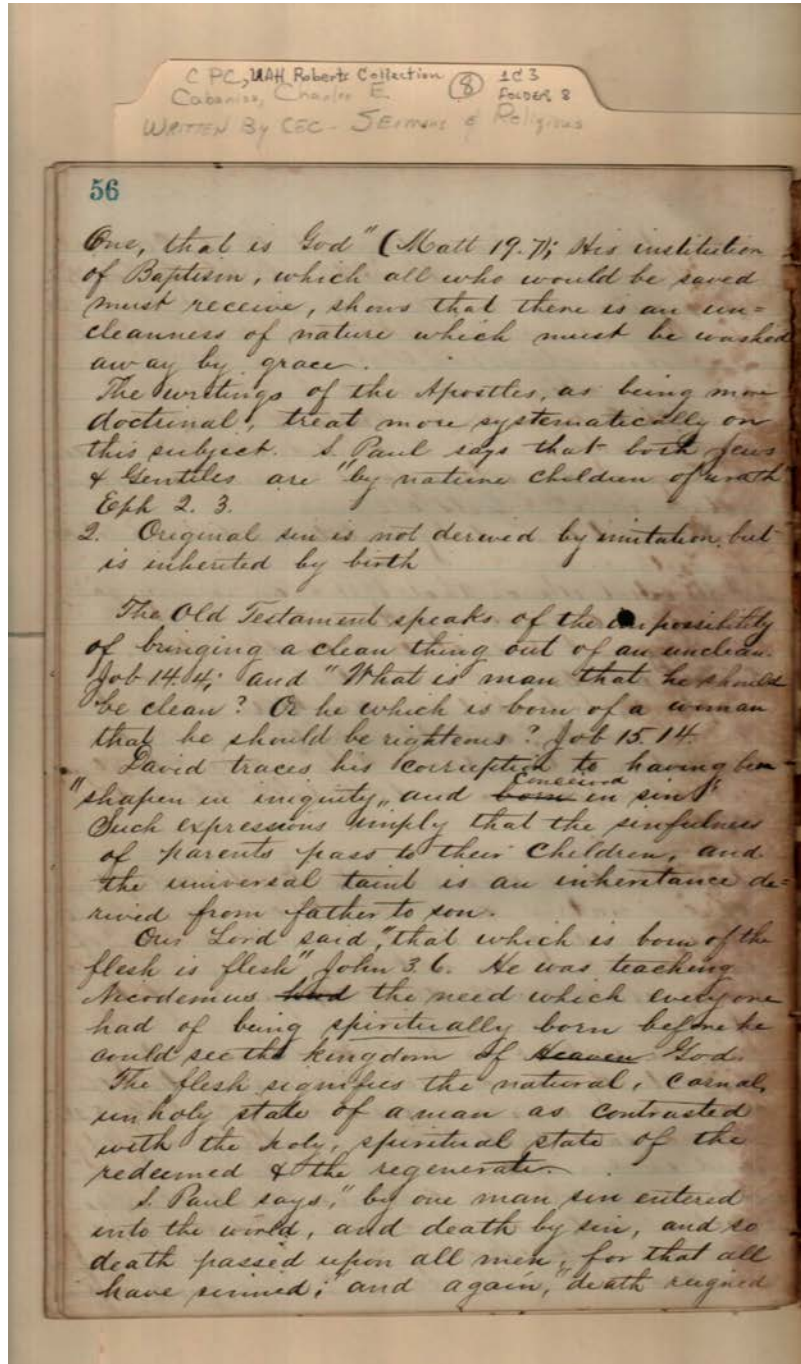 C PC, UAH Roberts Collection 8 1C3
Cabaniss, Charles E. FOLDER 8
WRITTEN By CEC - SERMONS & Religious
56
One, that is God" (Matt 19.7); His institution
of Baptism, which all who would be saved
must receive, shows that there is an un=
cleanness of nature which must be washed
away by grace.
The writings of the Apostles, as being more
doctrinal, treat more systematically on
this subject. S. Paul says that both Jews
& Gentiles are "by nature children of wrath
Eph 2. 3.
2. Original sin is not derived by imitation but
is inherited by birth
The Old Testament speaks of the impossibility
of bringing a clean thing out of an unclean.
Job 14.4; and "What is man that he should
be clean? Or he which is born of a woman
that he should be righteous? Job 15.14.
David traces his corruption to having been
"shapen in iniquity" and born Conceived in sin"
Such expressions imply that the sinfulness
of parents pass to their children, and
the universal taint is an inheritance de=
rived from father to son.
Our Lord said, "that which is born of the
flesh is flesh" John 3.6. He was teaching
Nicodemus had the need which everyone
had of being spiritually born before he
could see the kingdom of Heaven God.
The flesh signifies the natural, carnal,
unholy state of a man as contrasted
with the holy, spiritual state of the
redeemed & the regenerate.
S. Paul says, "by one man sin entered
into the world, and death by sin, and so
death passed upon all men, for that all
have sinned;" and again, "death reigned